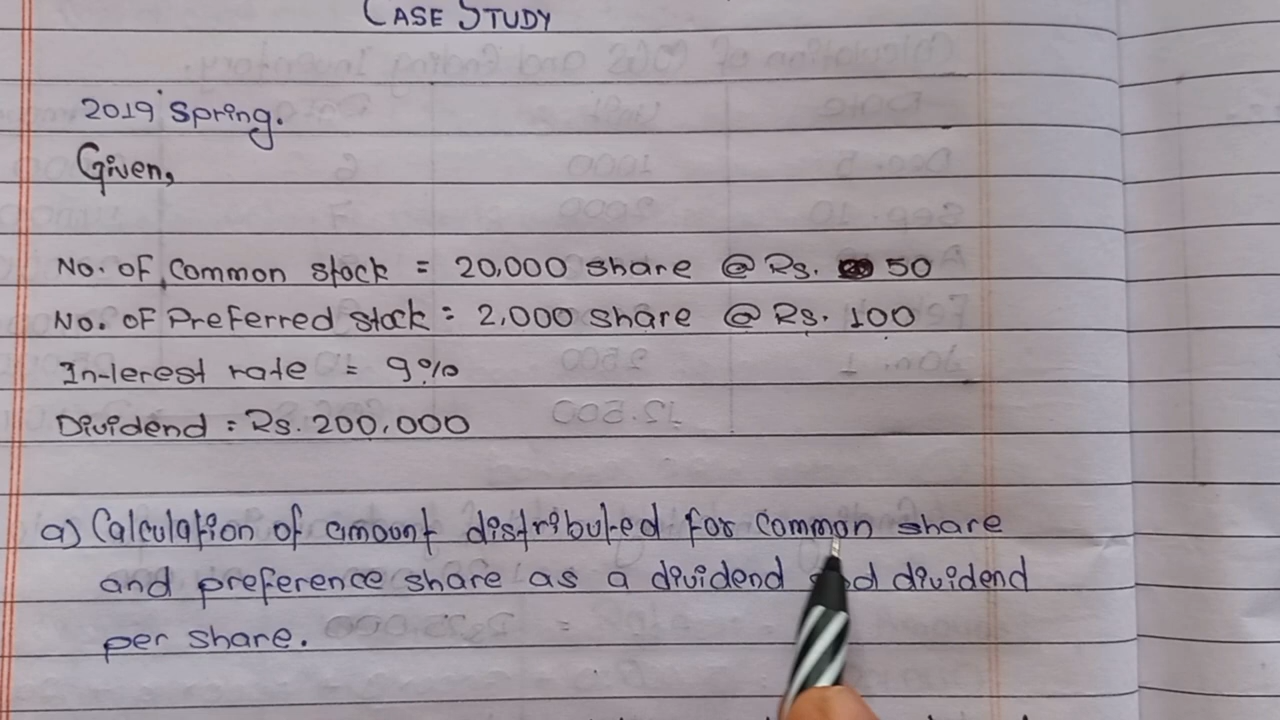 CASE STUDY
2019 Spring.
Given,
No. of Common stock = 20,000 share @ Rs. 50
No. of Preferred stock = 2,000 share @ Rs. 100
Interest rate = 9%
Dividend = Rs. 200,000
a) Calculation of amount distributed for common share
and preference share as a dividend and dividend
per share.